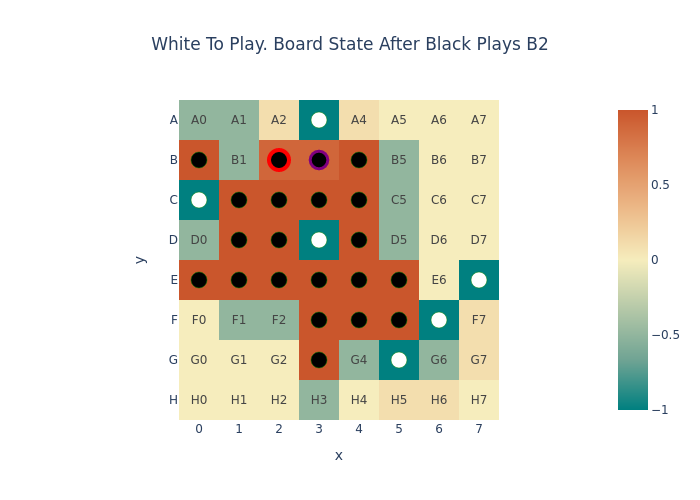 White To Play. Board State After Black Plays B2
A A0 A1 A2 A4 A5 A6 A7
B B1 B5 B6 B7
C C5 C6 C7
D D0 D5 D6 D7
E E6
F F0 F1 F2 F7
G G0 G1 G2 G4 G6 G7
H H0 H1 H2 H3 H4 H5 H6 H7
0 1 2 3 4 5 6 7
x
y
1
0.5
0
−0.5
−1